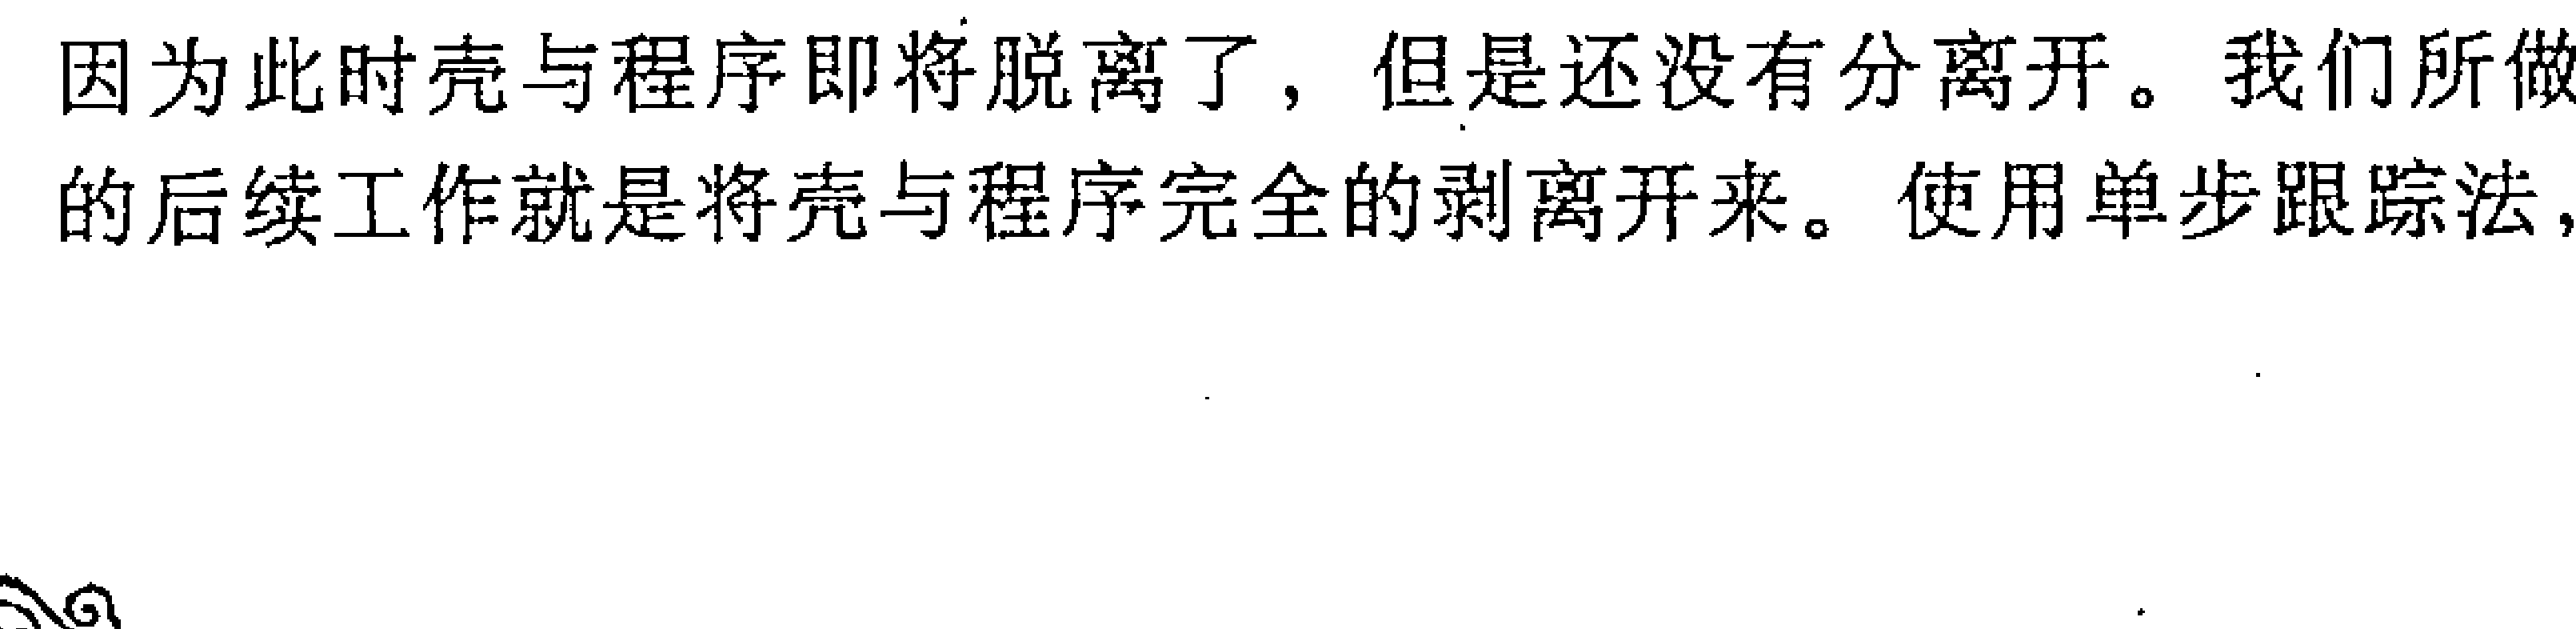 因为此时壳与程序即将脱离了，但是还没有分离开。我们所做
的后续工作就是将壳与程序完全的剥离开来。使用单步跟踪法，